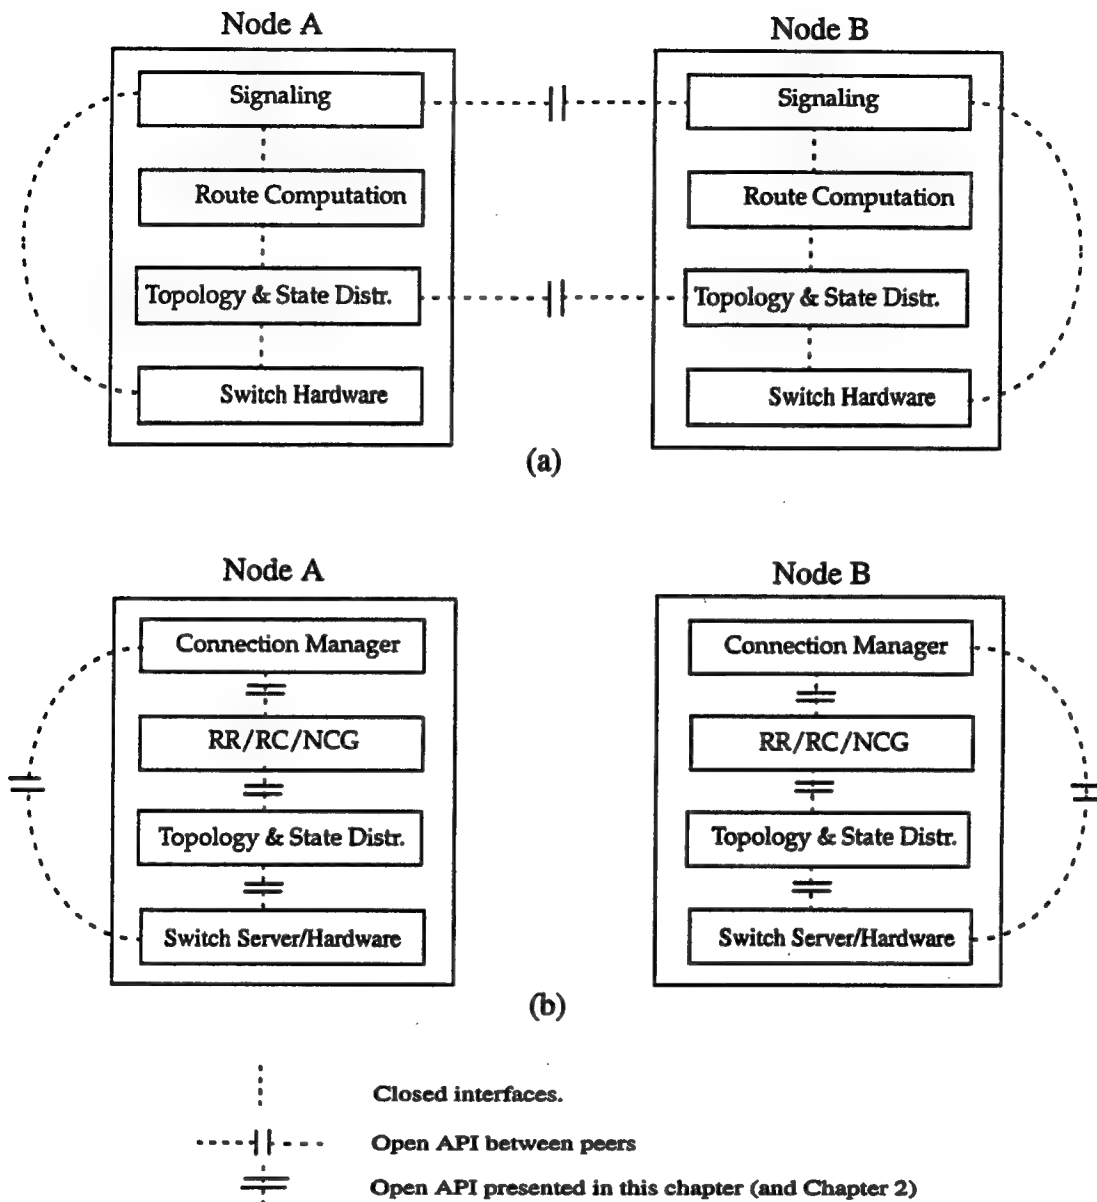 Node A
Node B
Signaling
Signaling
Route Computation
Route Computation
Topology & State Distr.
Topology & State Distr.
Switch Hardware
Switch Hardware
(a)
Node A
Node B
Connection Manager
Connection Manager
RR/RC/NCG
RR/RC/NCG
Topology & State Distr.
Topology & State Distr.
Switch Server/Hardware
Switch Server/Hardware
(b)
Closed interfaces.
Open API between peers
Open API presented in this chapter (and Chapter 2)